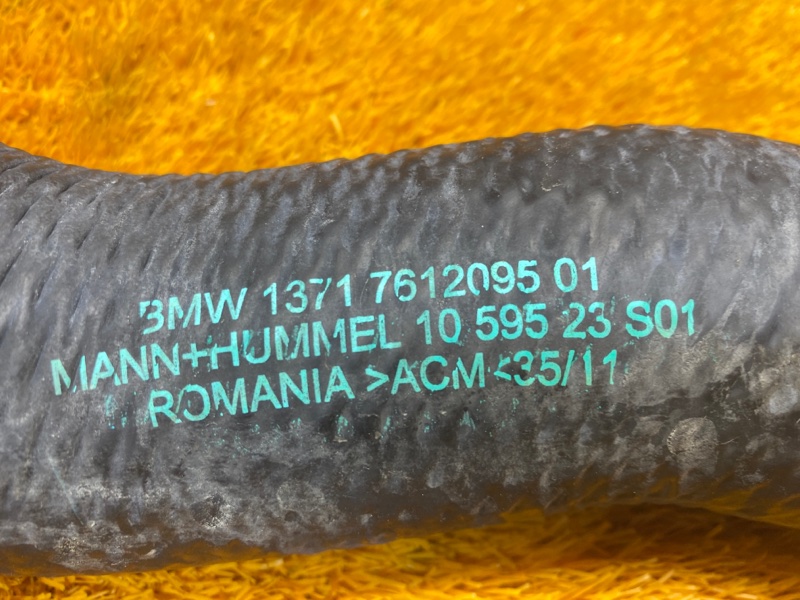 BMW 1371 7612095 01
MANN+HUMMEL 10 595 23 S01
ROMANIA >ACM<35/11